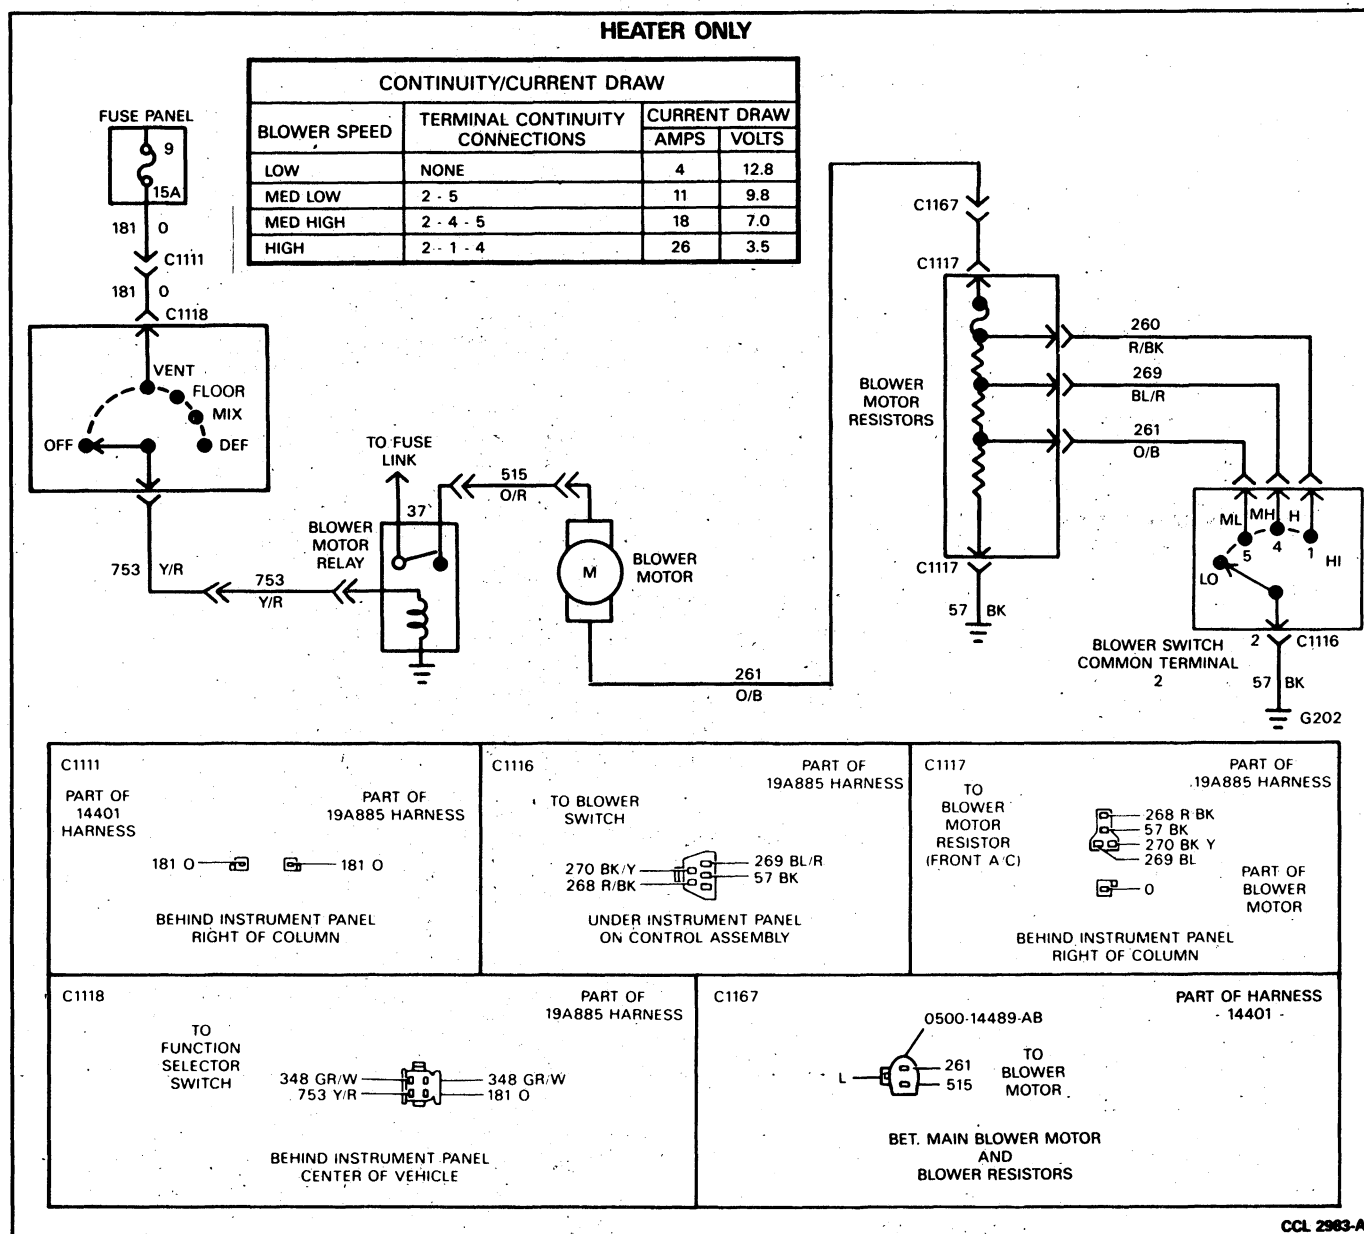 HEATER ONLY
CONTINUITY/CURRENT DRAW
BLOWER SPEED
TERMINAL CONTINUITY
CONNECTIONS
CURRENT DRAW
AMPS VOLTS
LOW NONE 4 12.8
MED LOW 2 - 5 11 9.8
MED HIGH 2 - 4 - 5 18 7.0
HIGH 2 - 1 - 4 26 3.5
FUSE PANEL
9
15A
181 O
C1111
181 O
C1118
VENT
FLOOR
MIX
OFF
DEF
753 Y/R
753
Y/R
TO FUSE
LINK
37
BLOWER
MOTOR
RELAY
515
O/R
M
BLOWER
MOTOR
261
O/B
C1167
C1117
BLOWER
MOTOR
RESISTORS
260
R/BK
269
BL/R
261
O/B
C1117
57 BK
ML MH H
5 4 1
LO
HI
2 C1116
BLOWER SWITCH
COMMON TERMINAL
2
57 BK
G202
C1111
PART OF
14401
HARNESS
PART OF
19A885 HARNESS
181 O
181 O
BEHIND INSTRUMENT PANEL
RIGHT OF COLUMN
C1116
PART OF
19A885 HARNESS
TO BLOWER
SWITCH
270 BK/Y
268 R/BK
269 BL/R
57 BK
UNDER INSTRUMENT PANEL
ON CONTROL ASSEMBLY
C1117
PART OF
19A885 HARNESS
TO
BLOWER
MOTOR
RESISTOR
(FRONT A/C)
268 R BK
57 BK
270 BK Y
269 BL
O
PART OF
BLOWER
MOTOR
BEHIND INSTRUMENT PANEL
RIGHT OF COLUMN
C1118
PART OF
19A885 HARNESS
TO
FUNCTION
SELECTOR
SWITCH
348 GR/W
753 Y/R
348 GR/W
181 O
BEHIND INSTRUMENT PANEL
CENTER OF VEHICLE
C1167
PART OF HARNESS
- 14401 -
0500-14489-AB
L
261
515
TO
BLOWER
MOTOR
BET. MAIN BLOWER MOTOR
AND
BLOWER RESISTORS
CCL 2983-A